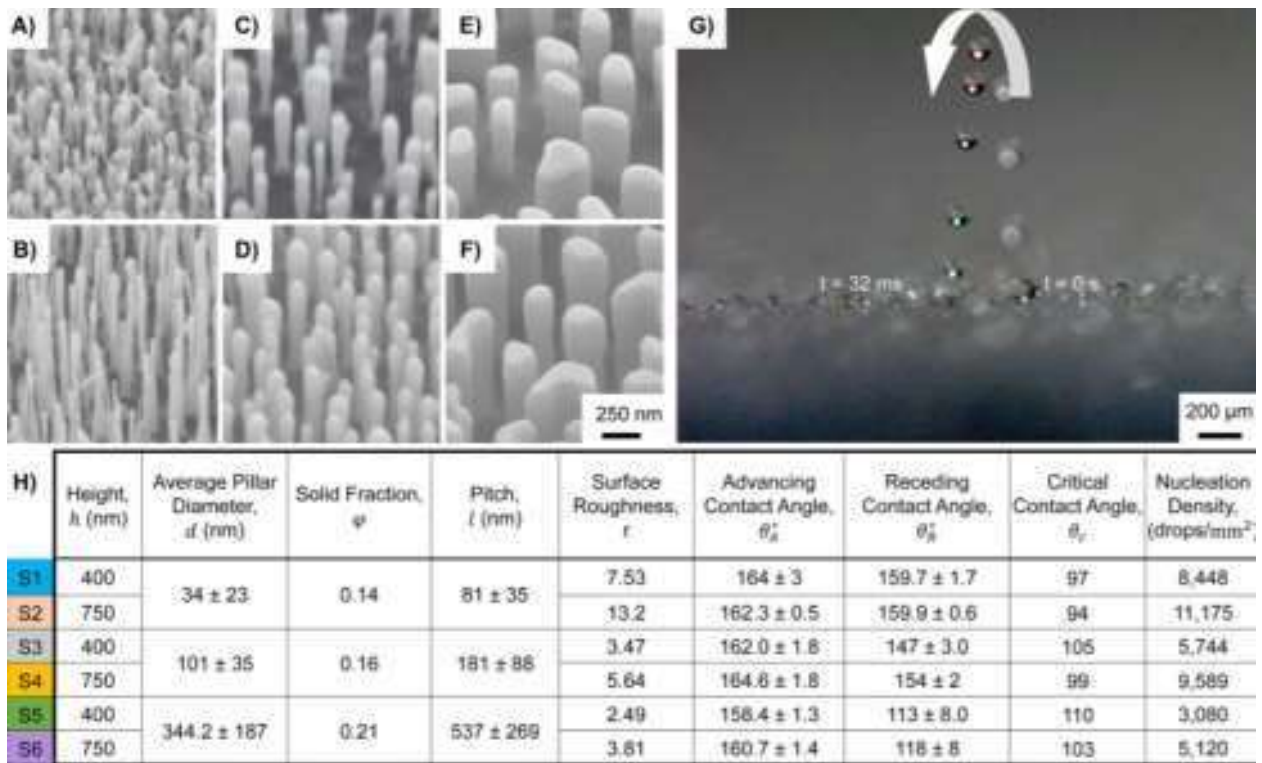 A)
C)
E)
G)
t = 32 ms
t = 0 s
B)
D)
F)
250 nm
200 µm
H)
Height, h (nm)
Average Pillar Diameter, d (nm)
Solid Fraction, φ
Pitch, l (nm)
Surface Roughness, r
Advancing Contact Angle,
Receding Contact Angle,
Critical Contact Angle,
Nucleation Density, (drops/mm²)
S1 400 34 ± 23 0.14 81 ± 35 7.53 164 ± 3 159.7 ± 1.7 97 8,448
S2 750 13.2 162.3 ± 0.5 159.9 ± 0.6 94 11,175
S3 400 101 ± 35 0.16 181 ± 88 3.47 162.0 ± 1.8 147 ± 3.0 105 5,744
S4 750 5.64 164.6 ± 1.8 154 ± 2 99 9,589
S5 400 344.2 ± 187 0.21 537 ± 269 2.49 158.4 ± 1.3 113 ± 8.0 110 3,080
S6 750 3.81 160.7 ± 1.4 118 ± 8 103 5,120